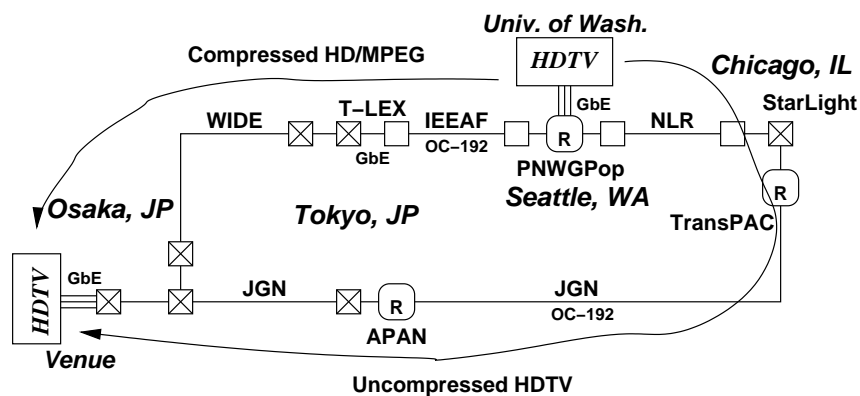 Univ. of Wash.
Compressed HD/MPEG
HDTV
Chicago, IL
StarLight
T−LEX
GbE
WIDE
IEEAF
NLR
GbE
OC−192
R
PNWGPop
Seattle, WA
R
TransPAC
Osaka, JP
Tokyo, JP
HDTV
GbE
JGN
R
APAN
JGN
OC−192
Venue
Uncompressed HDTV